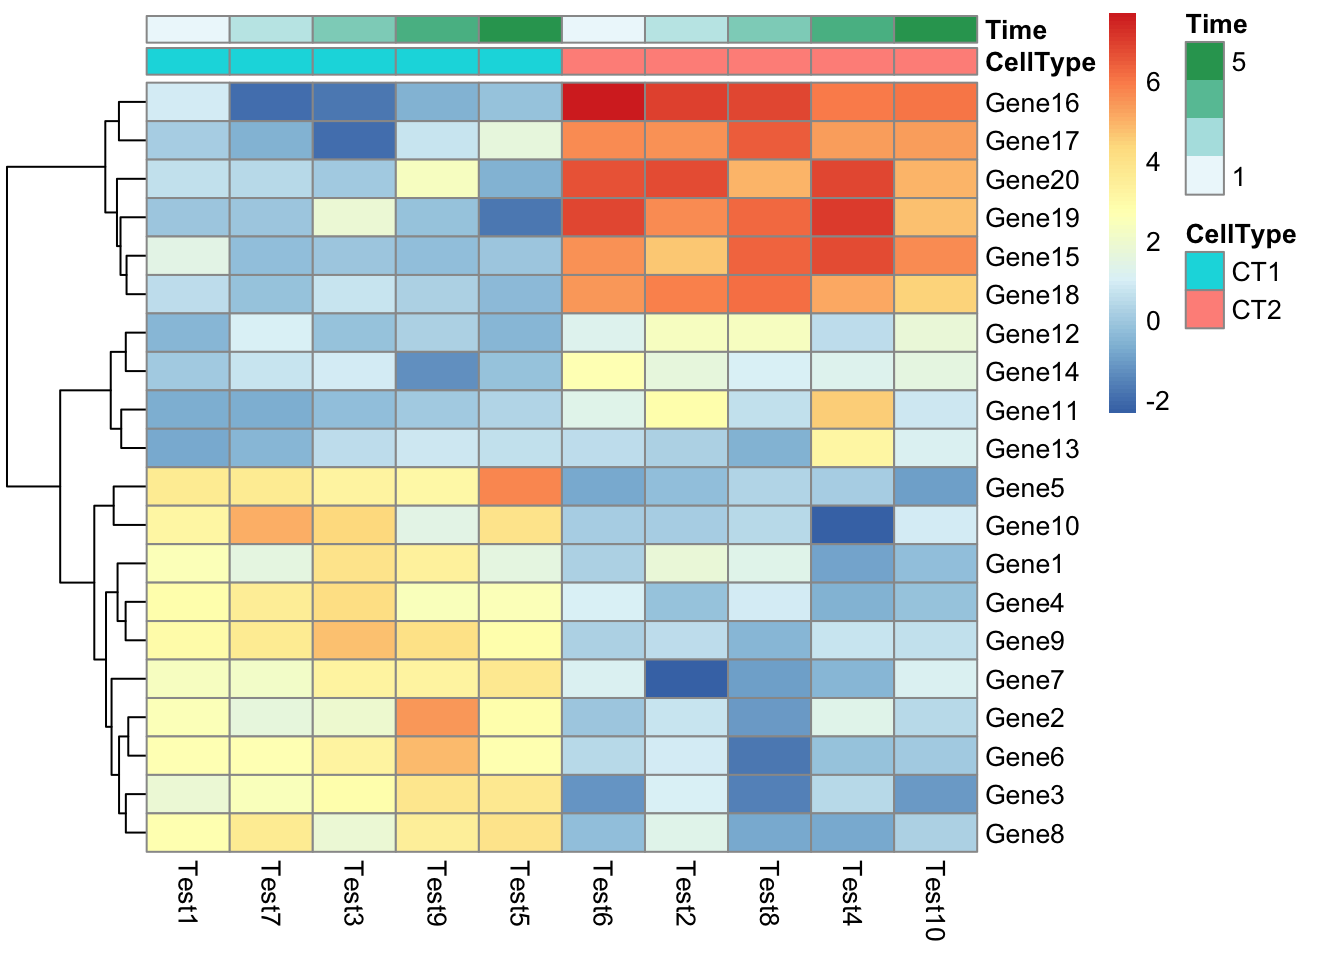 Time
CellType
Gene16
Gene17
Gene20
Gene19
Gene15
Gene18
Gene12
Gene14
Gene11
Gene13
Gene5
Gene10
Gene1
Gene4
Gene9
Gene7
Gene2
Gene6
Gene3
Gene8
Test1
Test7
Test3
Test9
Test5
Test6
Test2
Test8
Test4
Test10
6
4
2
0
-2
Time
5
1
CellType
CT1
CT2